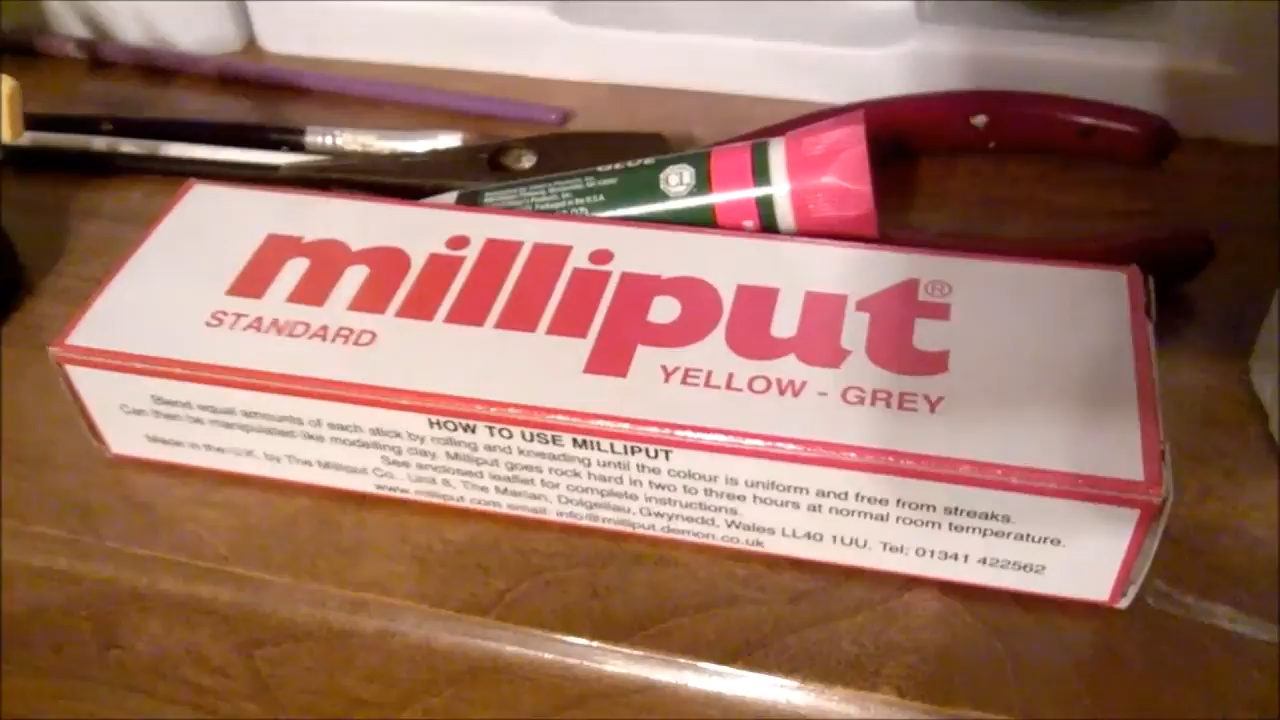 GLUE
CL
milliput®
STANDARD
YELLOW - GREY
HOW TO USE MILLIPUT
Blend equal amounts of each stick by rolling and kneading until the colour is uniform and free from streaks.
Can then be manipulated like modelling clay. Milliput goes rock hard in two to three hours at normal room temperature.
See enclosed leaflet for complete instructions.
Made in the U.K. by The Milliput Co., Unit 8, The Marian, Dolgellau, Gwynedd, Wales LL40 1UU. Tel: 01341 422562
www.milliput.com email: info@milliput.demon.co.uk